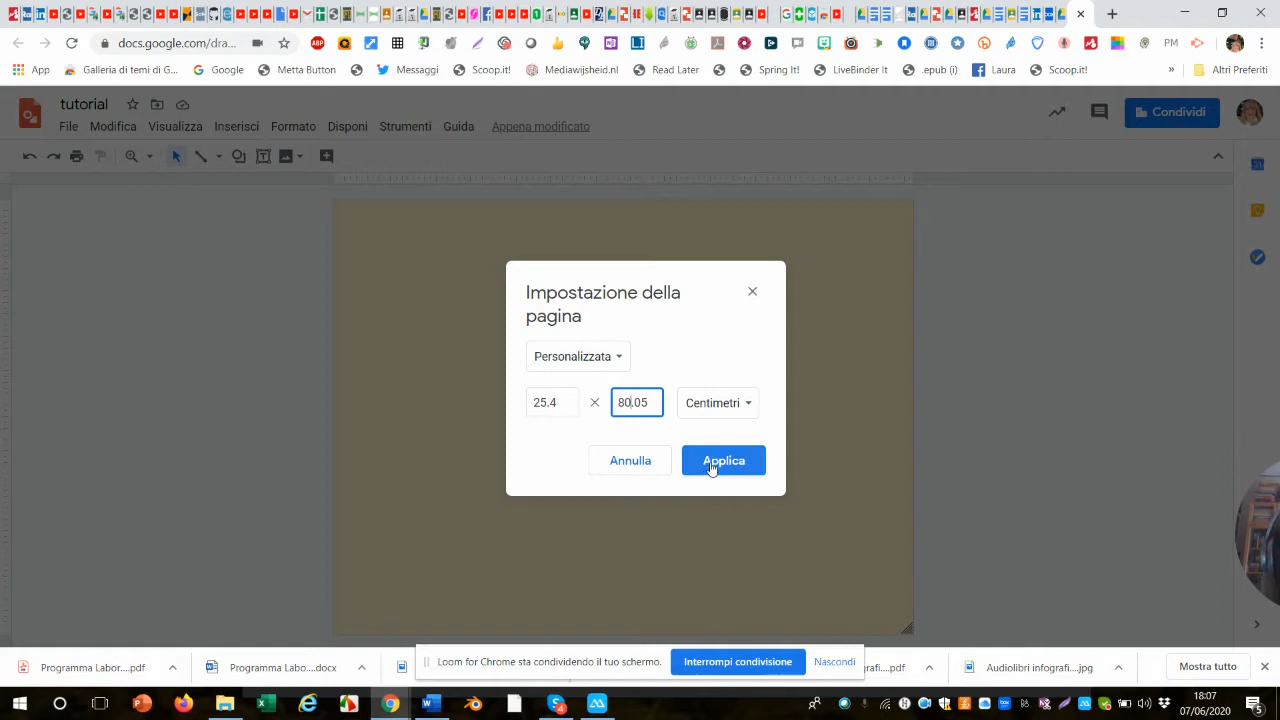 docs.google.com/dra...
ABP
PM
App
Galleria di temi di G...
Google
Metta Button
Messaggi
Scoop.it!
Mediawijsheid.nl
Read Later
Spring It!
LiveBinder It
.epub (i)
Laura
Scoop.it!
»
Altri Preferiti
tutorial
Condividi
File Modifica Visualizza Inserisci Formato Disponi Strumenti Guida Appena modificato
Impostazione della
pagina
Personalizzata
25.4 × 80.05 Centimetri
Annulla Applica
Loom for Chrome sta condividendo il tuo schermo. Interrompi condivisione Nascondi
Programma Labor....pdf
Programma Labo....docx
grafi....pdf
Audiolibri infografi....jpg
Mostra tutto
18:07
07/06/2020